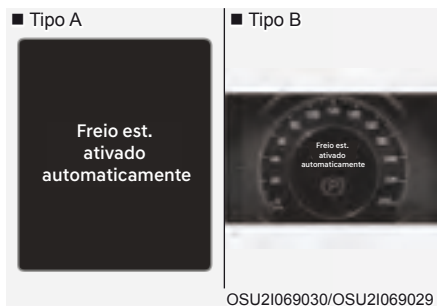 ■ Tipo A
Freio est.
ativado
automaticamente
■ Tipo B
Freio est.
ativado
automaticamente
(P)
OSU2I069030/OSU2I069029